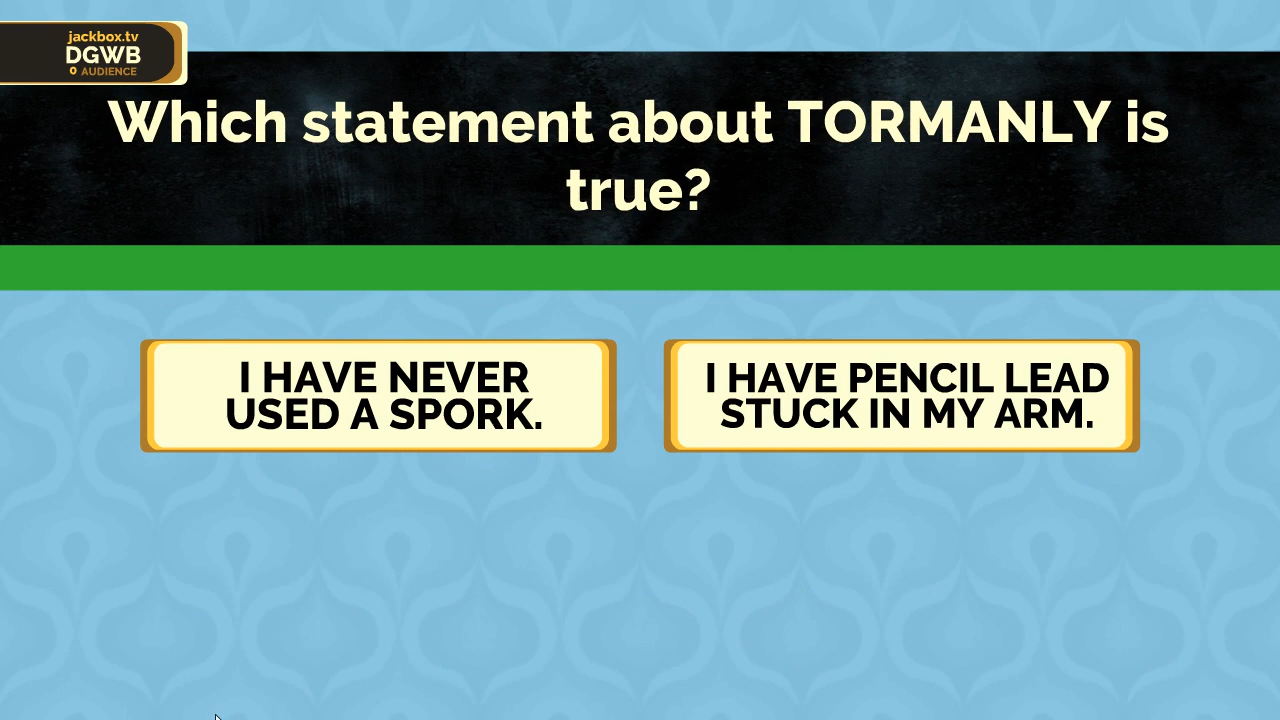 jackbox.tv
DGWB
0 AUDIENCE
Which statement about TORMANLY is
true?
I HAVE NEVER
USED A SPORK.
I HAVE PENCIL LEAD
STUCK IN MY ARM.